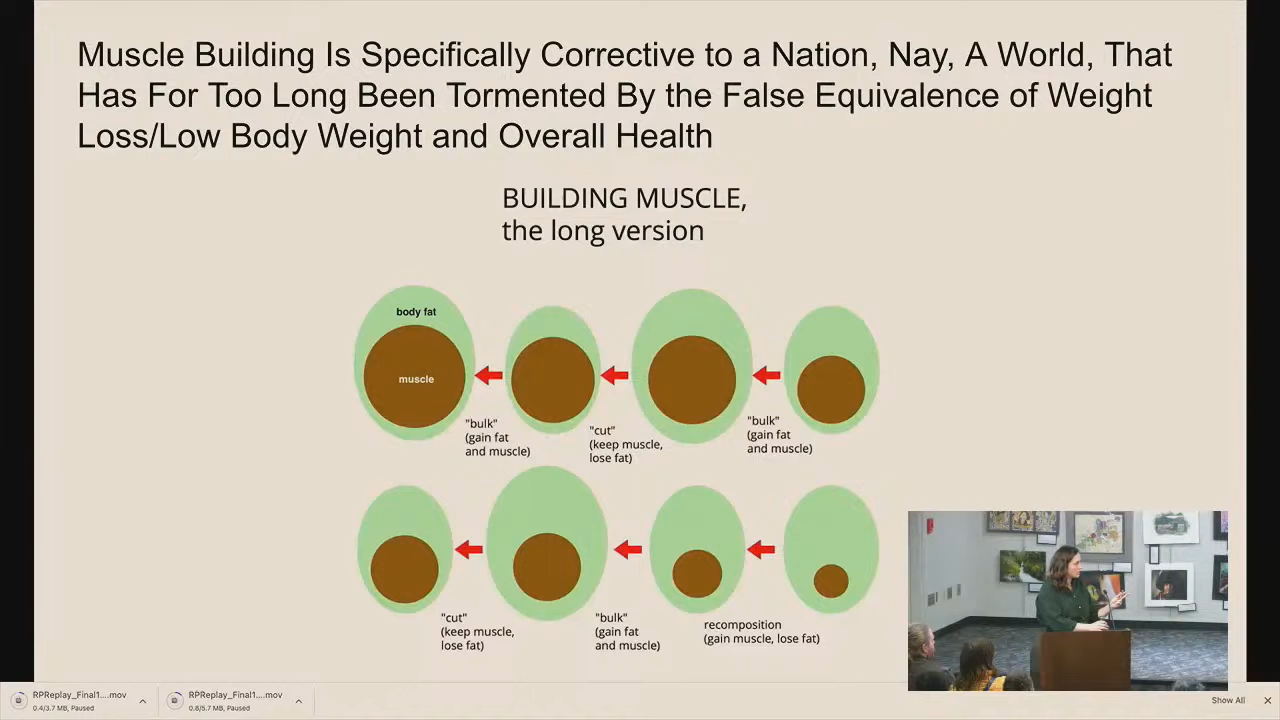 Muscle Building Is Specifically Corrective to a Nation, Nay, A World, That
Has For Too Long Been Tormented By the False Equivalence of Weight
Loss/Low Body Weight and Overall Health
BUILDING MUSCLE,
the long version
body fat
muscle
"bulk"
(gain fat
and muscle)
"cut"
(keep muscle,
lose fat)
"bulk"
(gain fat
and muscle)
"cut"
(keep muscle,
lose fat)
"bulk"
(gain fat
and muscle)
recomposition
(gain muscle, lose fat)
RPReplay_Final1....mov
0.4/3.7 MB, Paused
RPReplay_Final1....mov
0.8/5.7 MB, Paused
Show All